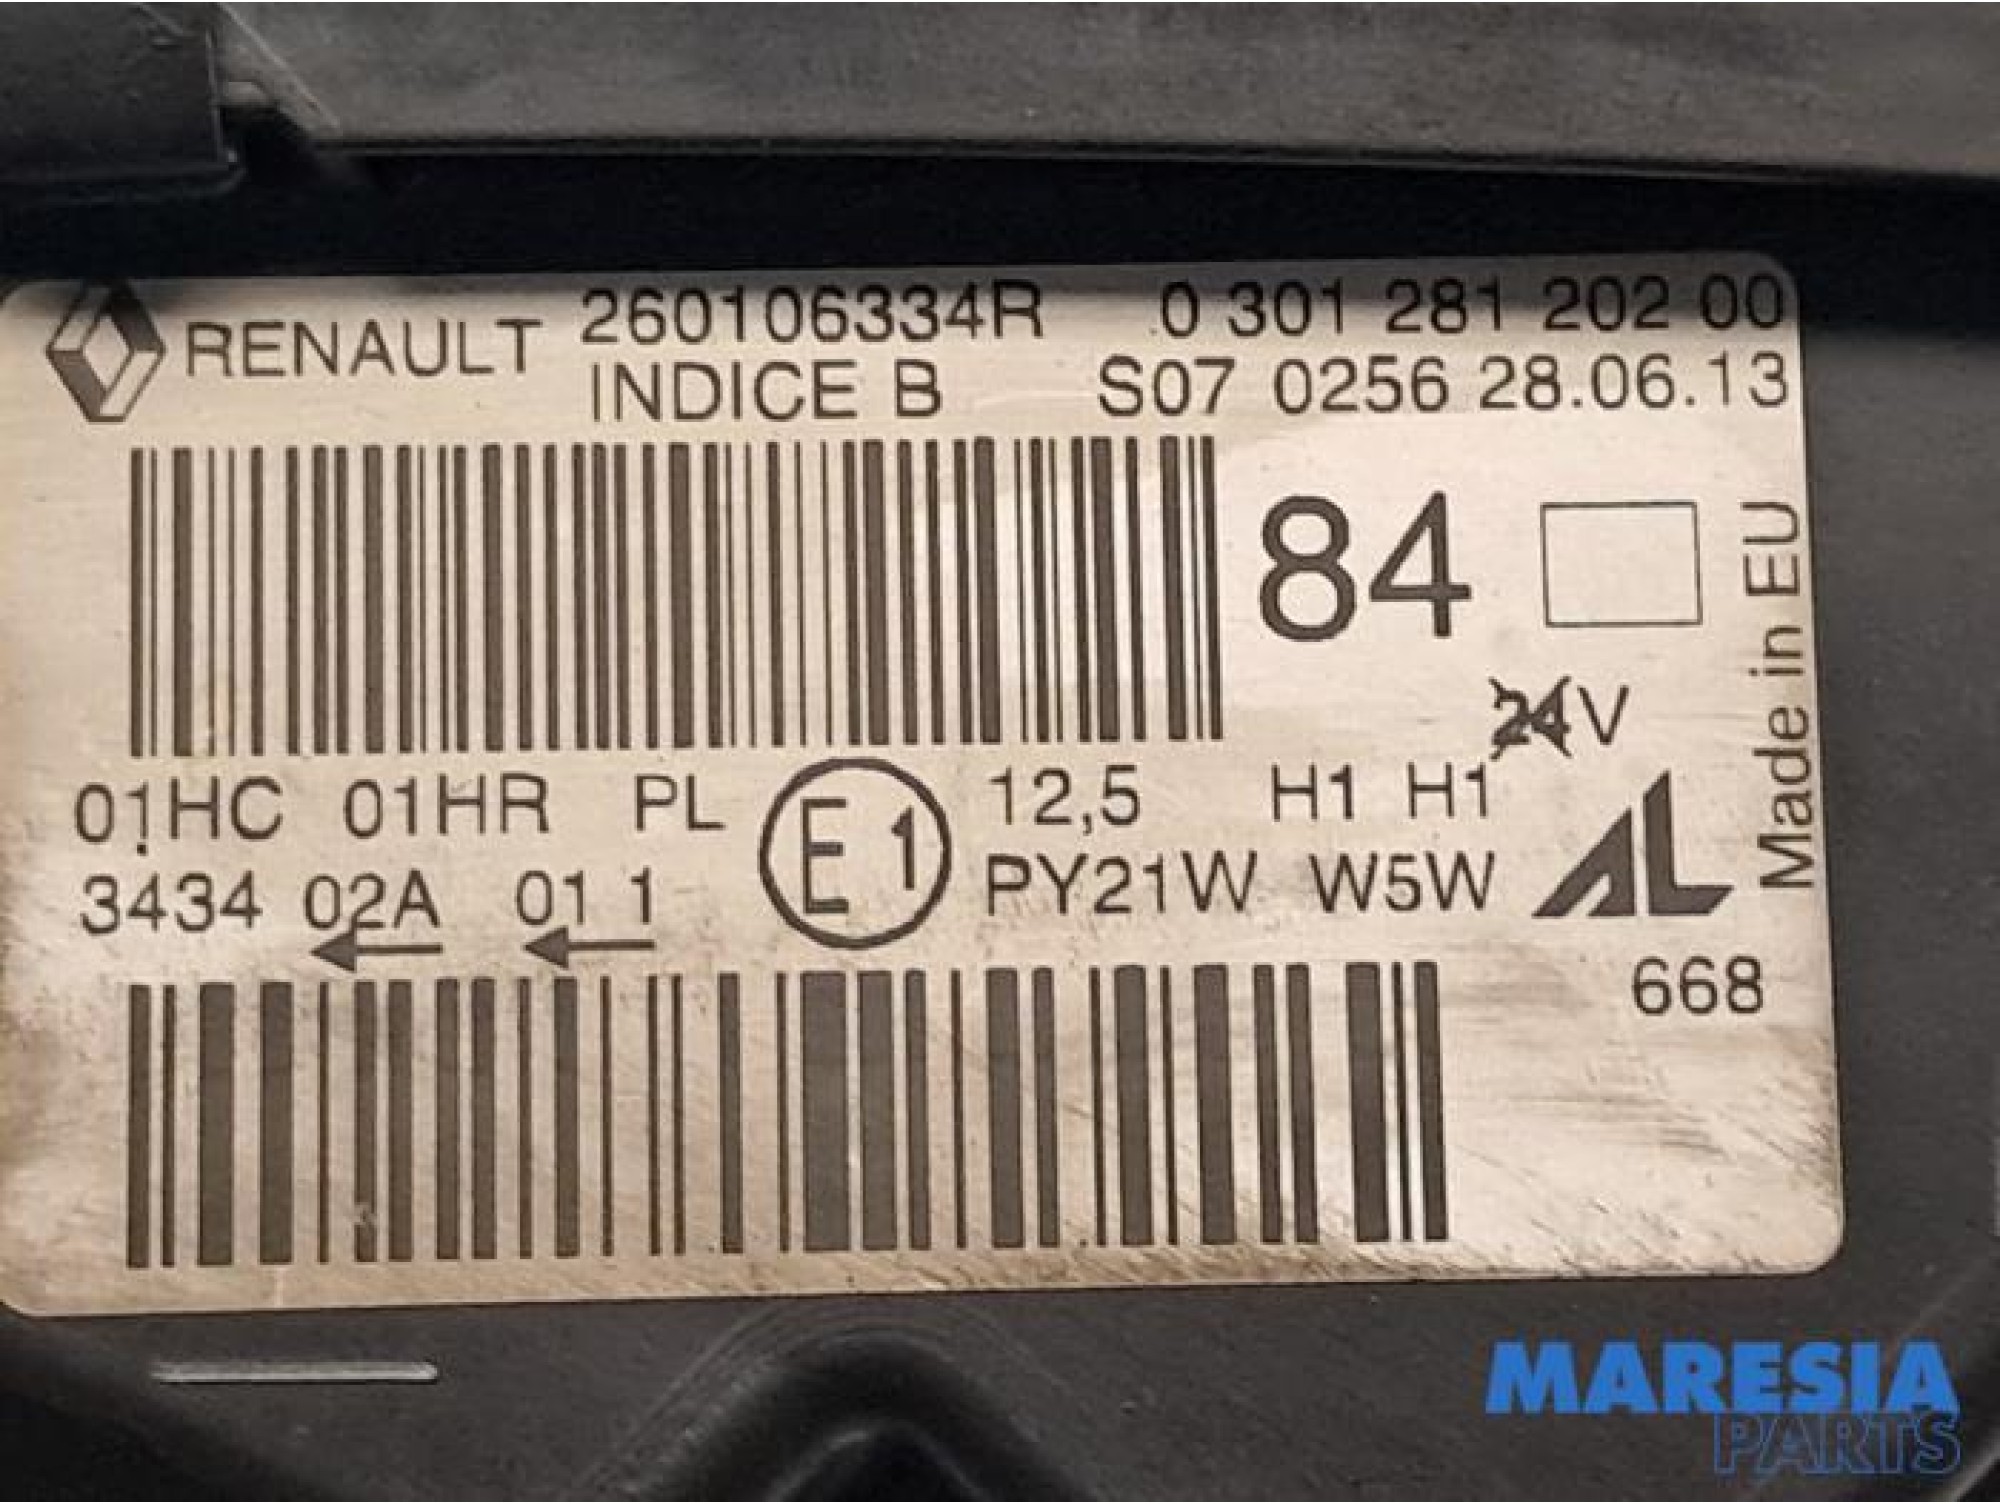 RENAULT 260106334R 0 301 281 202 00
INDICE B S07 0256 28.06.13
84
Made in EU
24V
01HC 01HR PL E1 12,5 H1 H1
3434 02A 01 1 PY21W W5W AL
668
MARESIA
PARTS